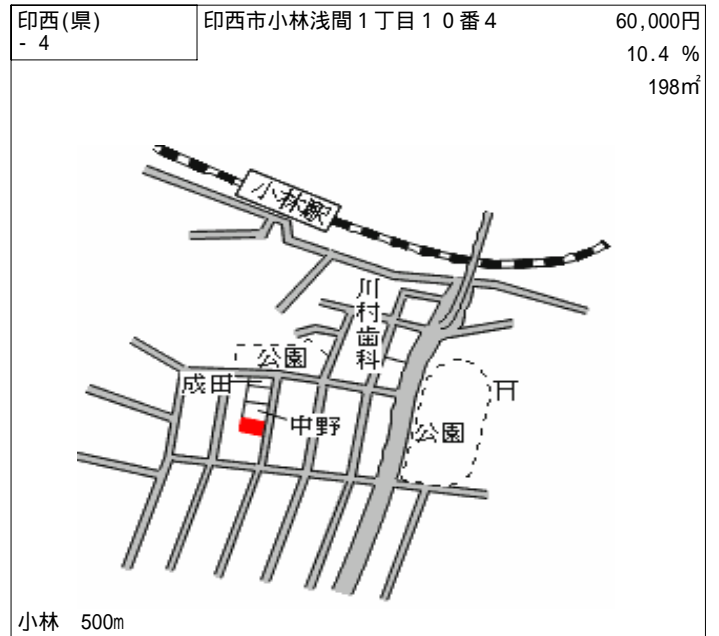 印西(県)
- 4
印西市小林浅間１丁目１０番４
60,000円
10.4 %
198㎡
小林駅
川村歯科
公園
成田
中野
公園
小林 500m